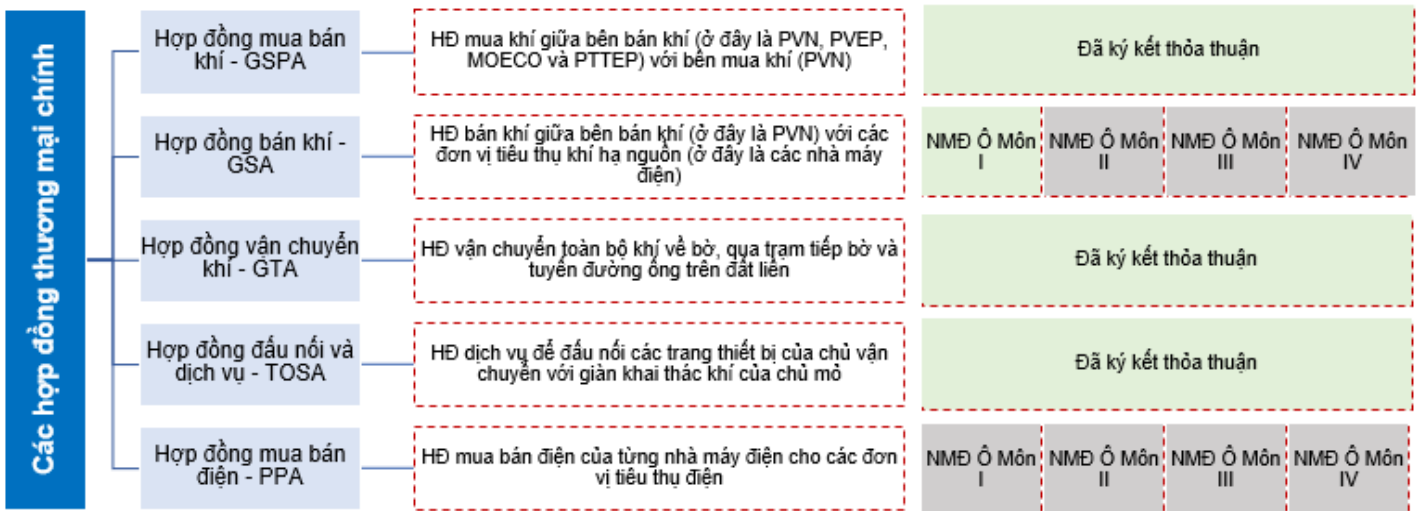 Các hợp đồng thương mại chính
Hợp đồng mua bán
khí - GSPA
HĐ mua khí giữa bên bán khí (ở đây là PVN, PVEP,
MOECO và PTTEP) với bên mua khí (PVN)
Đã ký kết thỏa thuận
Hợp đồng bán khí -
GSA
HĐ bán khí giữa bên bán khí (ở đây là PVN) với các
đơn vị tiêu thụ khí hạ nguồn (ở đây là các nhà máy
điện)
NMĐ Ô Môn
I
NMĐ Ô Môn
II
NMĐ Ô Môn
III
NMĐ Ô Môn
IV
Hợp đồng vận chuyển
khí - GTA
HĐ vận chuyển toàn bộ khí về bờ, qua trạm tiếp bờ và
tuyến đường ống trên đất liền
Đã ký kết thỏa thuận
Hợp đồng đấu nối và
dịch vụ - TOSA
HĐ dịch vụ để đấu nối các trang thiết bị của chủ vận
chuyển với giàn khai thác khí của chủ mỏ
Đã ký kết thỏa thuận
Hợp đồng mua bán
điện - PPA
HĐ mua bán điện của từng nhà máy điện cho các đơn
vị tiêu thụ điện
NMĐ Ô Môn
I
NMĐ Ô Môn
II
NMĐ Ô Môn
III
NMĐ Ô Môn
IV